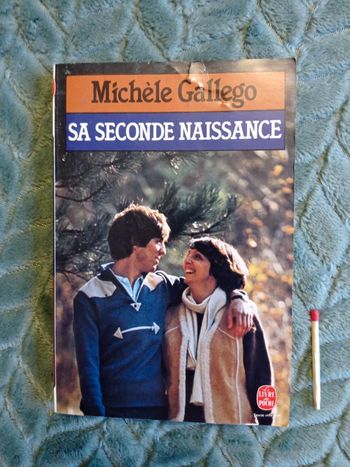 Michèle Gallego
SA SECONDE NAISSANCE
LE LIVRE
DE POCHE